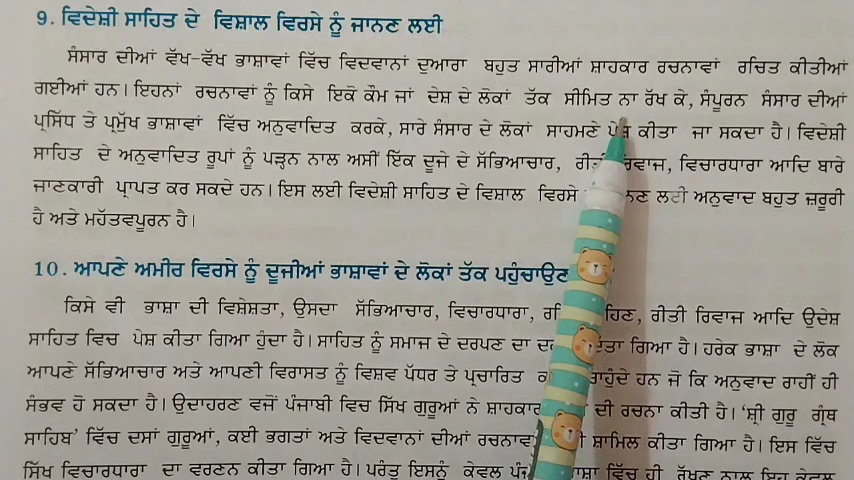 9. ਵਿਦੇਸ਼ੀ ਸਾਹਿਤ ਦੇ ਵਿਸ਼ਾਲ ਵਿਰਸੇ ਨੂੰ ਜਾਨਣ ਲਈ
ਸੰਸਾਰ ਦੀਆਂ ਵੱਖ-ਵੱਖ ਭਾਸ਼ਾਵਾਂ ਵਿੱਚ ਵਿਦਵਾਨਾਂ ਦੁਆਰਾ ਬਹੁਤ ਸਾਰੀਆਂ ਸ਼ਾਹਕਾਰ ਰਚਨਾਵਾਂ ਰਚਿਤ ਕੀਤੀਆਂ
ਗਈਆਂ ਹਨ। ਇਹਨਾਂ ਰਚਨਾਵਾਂ ਨੂੰ ਕਿਸੇ ਇਕੋ ਕੌਮ ਜਾਂ ਦੇਸ਼ ਦੇ ਲੋਕਾਂ ਤੱਕ ਸੀਮਿਤ ਨਾ ਰੱਖ ਕੇ, ਸੰਪੂਰਨ ਸੰਸਾਰ ਦੀਆਂ
ਪ੍ਰਸਿੱਧ ਤੇ ਪ੍ਰਮੁੱਖ ਭਾਸ਼ਾਵਾਂ ਵਿੱਚ ਅਨੁਵਾਦਿਤ ਕਰਕੇ, ਸਾਰੇ ਸੰਸਾਰ ਦੇ ਲੋਕਾਂ ਸਾਹਮਣੇ ਪੇਸ਼ ਕੀਤਾ ਜਾ ਸਕਦਾ ਹੈ। ਵਿਦੇਸ਼ੀ
ਸਾਹਿਤ ਦੇ ਅਨੁਵਾਦਿਤ ਰੂਪਾਂ ਨੂੰ ਪੜ੍ਹਨ ਨਾਲ ਅਸੀਂ ਇੱਕ ਦੂਜੇ ਦੇ ਸੱਭਿਆਚਾਰ, ਰੀਤੀ ਰਿਵਾਜ, ਵਿਚਾਰਧਾਰਾ ਆਦਿ ਬਾਰੇ
ਜਾਣਕਾਰੀ ਪ੍ਰਾਪਤ ਕਰ ਸਕਦੇ ਹਨ। ਇਸ ਲਈ ਵਿਦੇਸ਼ੀ ਸਾਹਿਤ ਦੇ ਵਿਸ਼ਾਲ ਵਿਰਸੇ ਲਈ ਅਨੁਵਾਦ ਬਹੁਤ ਜ਼ਰੂਰੀ
ਹੈ ਅਤੇ ਮਹੱਤਵਪੂਰਨ ਹੈ।
10. ਆਪਣੇ ਅਮੀਰ ਵਿਰਸੇ ਨੂੰ ਦੂਜੀਆਂ ਭਾਸ਼ਾਵਾਂ ਦੇ ਲੋਕਾਂ ਤੱਕ ਪਹੁੰਚਾਉਣ
ਕਿਸੇ ਵੀ ਭਾਸ਼ਾ ਦੀ ਵਿਸ਼ੇਸ਼ਤਾ, ਉਸਦਾ ਸੱਭਿਆਚਾਰ, ਵਿਚਾਰਧਾਰਾ, ਰੀਤੀ ਰਿਵਾਜ ਆਦਿ ਉਦੇਸ਼
ਸਾਹਿਤ ਵਿਚ ਪੇਸ਼ ਕੀਤਾ ਗਿਆ ਹੁੰਦਾ ਹੈ। ਸਾਹਿਤ ਨੂੰ ਸਮਾਜ ਦੇ ਦਰਪਣ ਦਾ ਗਿਆ ਹੈ। ਹਰੇਕ ਭਾਸ਼ਾ ਦੇ ਲੋਕ
ਆਪਣੇ ਸੱਭਿਆਚਾਰ ਅਤੇ ਆਪਣੀ ਵਿਰਾਸਤ ਨੂੰ ਵਿਸ਼ਵ ਪੱਧਰ ਤੇ ਪ੍ਰਚਾਰਿਤ ਹਨ ਜੋ ਕਿ ਅਨੁਵਾਦ ਰਾਹੀਂ ਹੀ
ਸੰਭਵ ਹੋ ਸਕਦਾ ਹੈ। ਉਦਾਹਰਣ ਵਜੋਂ ਪੰਜਾਬੀ ਵਿਚ ਸਿੱਖ ਗੁਰੂਆਂ ਨੇ ਸ਼ਾਹਕਾਰ ਦੀ ਰਚਨਾ ਕੀਤੀ ਹੈ। 'ਸ਼੍ਰੀ ਗੁਰੂ ਗ੍ਰੰਥ
ਸਾਹਿਬ' ਵਿੱਚ ਦਸਾਂ ਗੁਰੂਆਂ, ਕਈ ਭਗਤਾਂ ਅਤੇ ਵਿਦਵਾਨਾਂ ਦੀਆਂ ਸ਼ਾਮਿਲ ਕੀਤਾ ਗਿਆ ਹੈ। ਇਸ ਵਿੱਚ
ਸਿੱਖ ਵਿਚਾਰਧਾਰਾ ਦਾ ਵਰਣਨ ਕੀਤਾ ਗਿਆ ਹੈ। ਪਰੰਤੂ ਇਸਨੂੰ ਕੇਵਲ ਵਿੱਚ ਹੀ ਰੱਖਣ ਨਾਲ ਇਹ ਕੇਵਲ